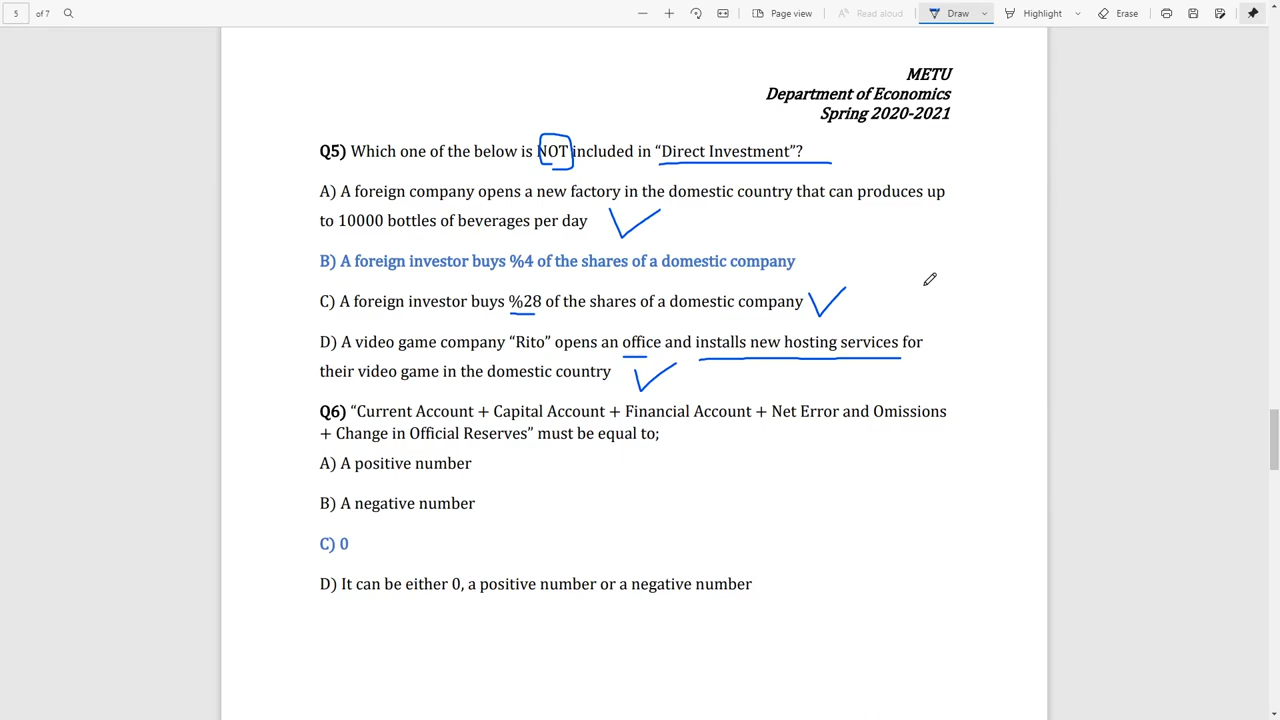 5 of 7 Page view Read aloud Draw Highlight Erase
METU
Department of Economics
Spring 2020-2021
Q5) Which one of the below is NOT included in “Direct Investment”?
A) A foreign company opens a new factory in the domestic country that can produces up
to 10000 bottles of beverages per day
B) A foreign investor buys %4 of the shares of a domestic company
C) A foreign investor buys %28 of the shares of a domestic company
D) A video game company “Rito” opens an office and installs new hosting services for
their video game in the domestic country
Q6) “Current Account + Capital Account + Financial Account + Net Error and Omissions
+ Change in Official Reserves” must be equal to;
A) A positive number
B) A negative number
C) 0
D) It can be either 0, a positive number or a negative number